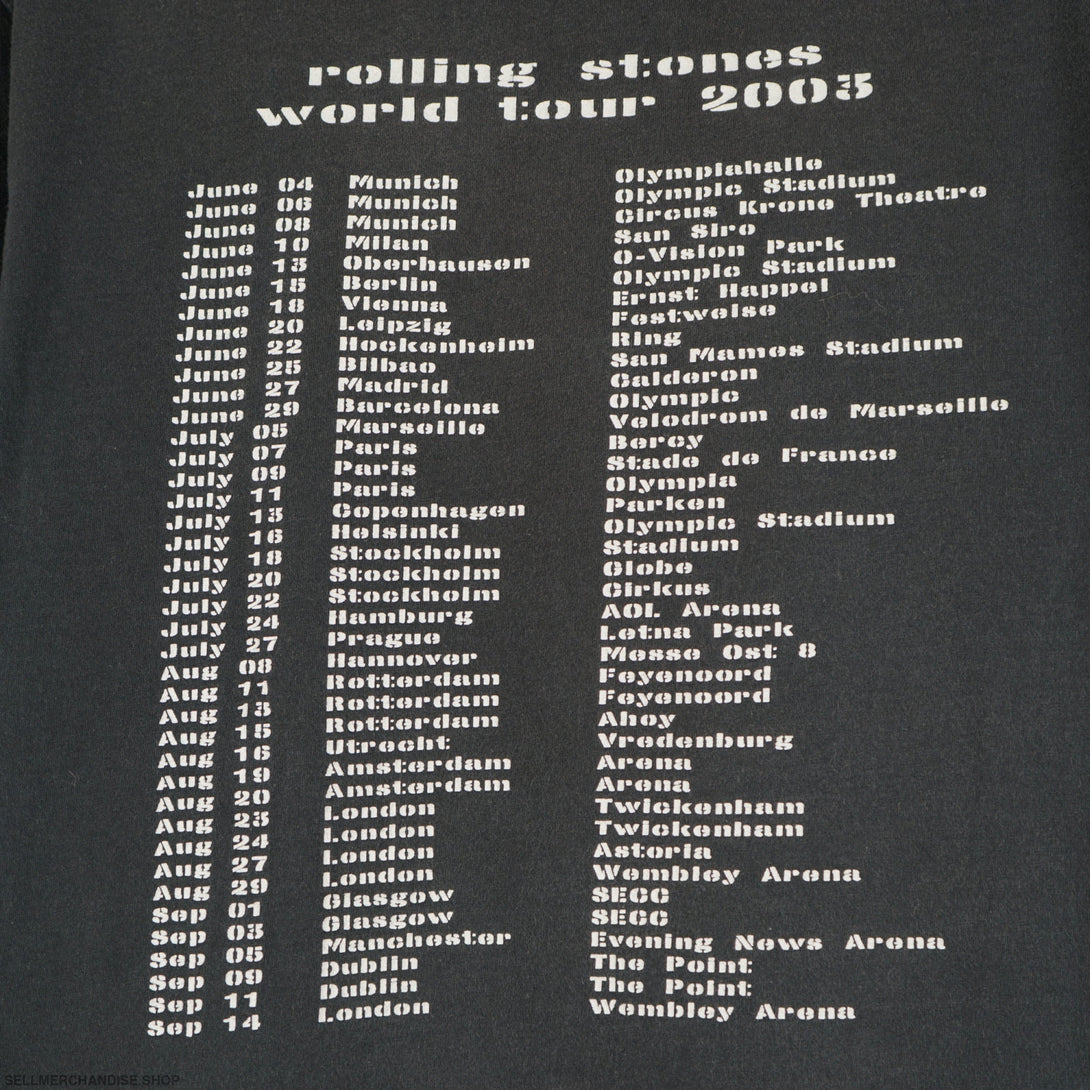 rolling stones
world tour 2003
June 04 Munich Olympiahalle
June 06 Munich Olympic Stadium
June 08 Munich Circus Krone Theatre
June 10 Milan San Siro
June 13 Oberhausen O-Vision Park
June 15 Berlin Olympic Stadium
June 18 Vienna Ernst Happel
June 20 Leipzig Festweise
June 22 Hockenheim Ring
June 25 Bilbao San Mames Stadium
June 27 Madrid Calderon
June 29 Barcelona Olympic
July 05 Marseille Velodrom de Marseille
July 07 Paris Bercy
July 09 Paris Stade de France
July 11 Paris Olympia
July 13 Copenhagen Parken
July 16 Helsinki Olympic Stadium
July 18 Stockholm Stadium
July 20 Stockholm Globe
July 22 Stockholm Cirkus
July 24 Hamburg AOL Arena
July 27 Prague Letna Park
Aug 08 Hannover Messe Ost 8
Aug 11 Rotterdam Feyenoord
Aug 13 Rotterdam Feyenoord
Aug 15 Rotterdam Ahoy
Aug 16 Utrecht Vredenburg
Aug 19 Amsterdam Arena
Aug 20 Amsterdam Arena
Aug 23 London Twickenham
Aug 24 London Twickenham
Aug 27 London Astoria
Aug 29 London Wembley Arena
Sep 01 Glasgow SECC
Sep 03 Glasgow SECC
Sep 05 Manchester Evening News Arena
Sep 09 Dublin The Point
Sep 11 Dublin The Point
Sep 14 London Wembley Arena
SELLMERCHANDISE.SHOP